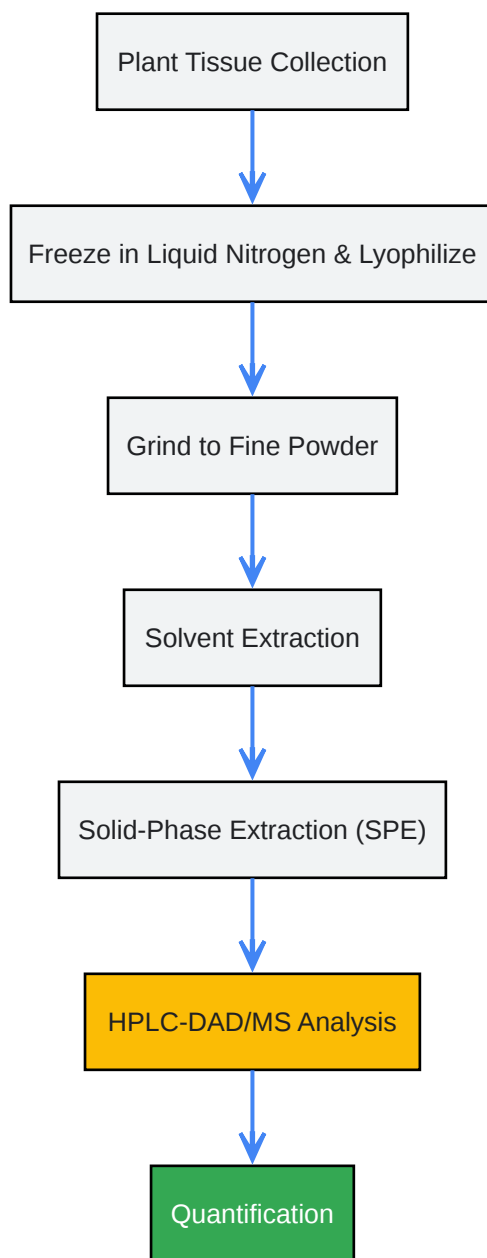 Plant Tissue Collection
Freeze in Liquid Nitrogen & Lyophilize
Grind to Fine Powder
Solvent Extraction
Solid-Phase Extraction (SPE)
HPLC-DAD/MS Analysis
Quantification